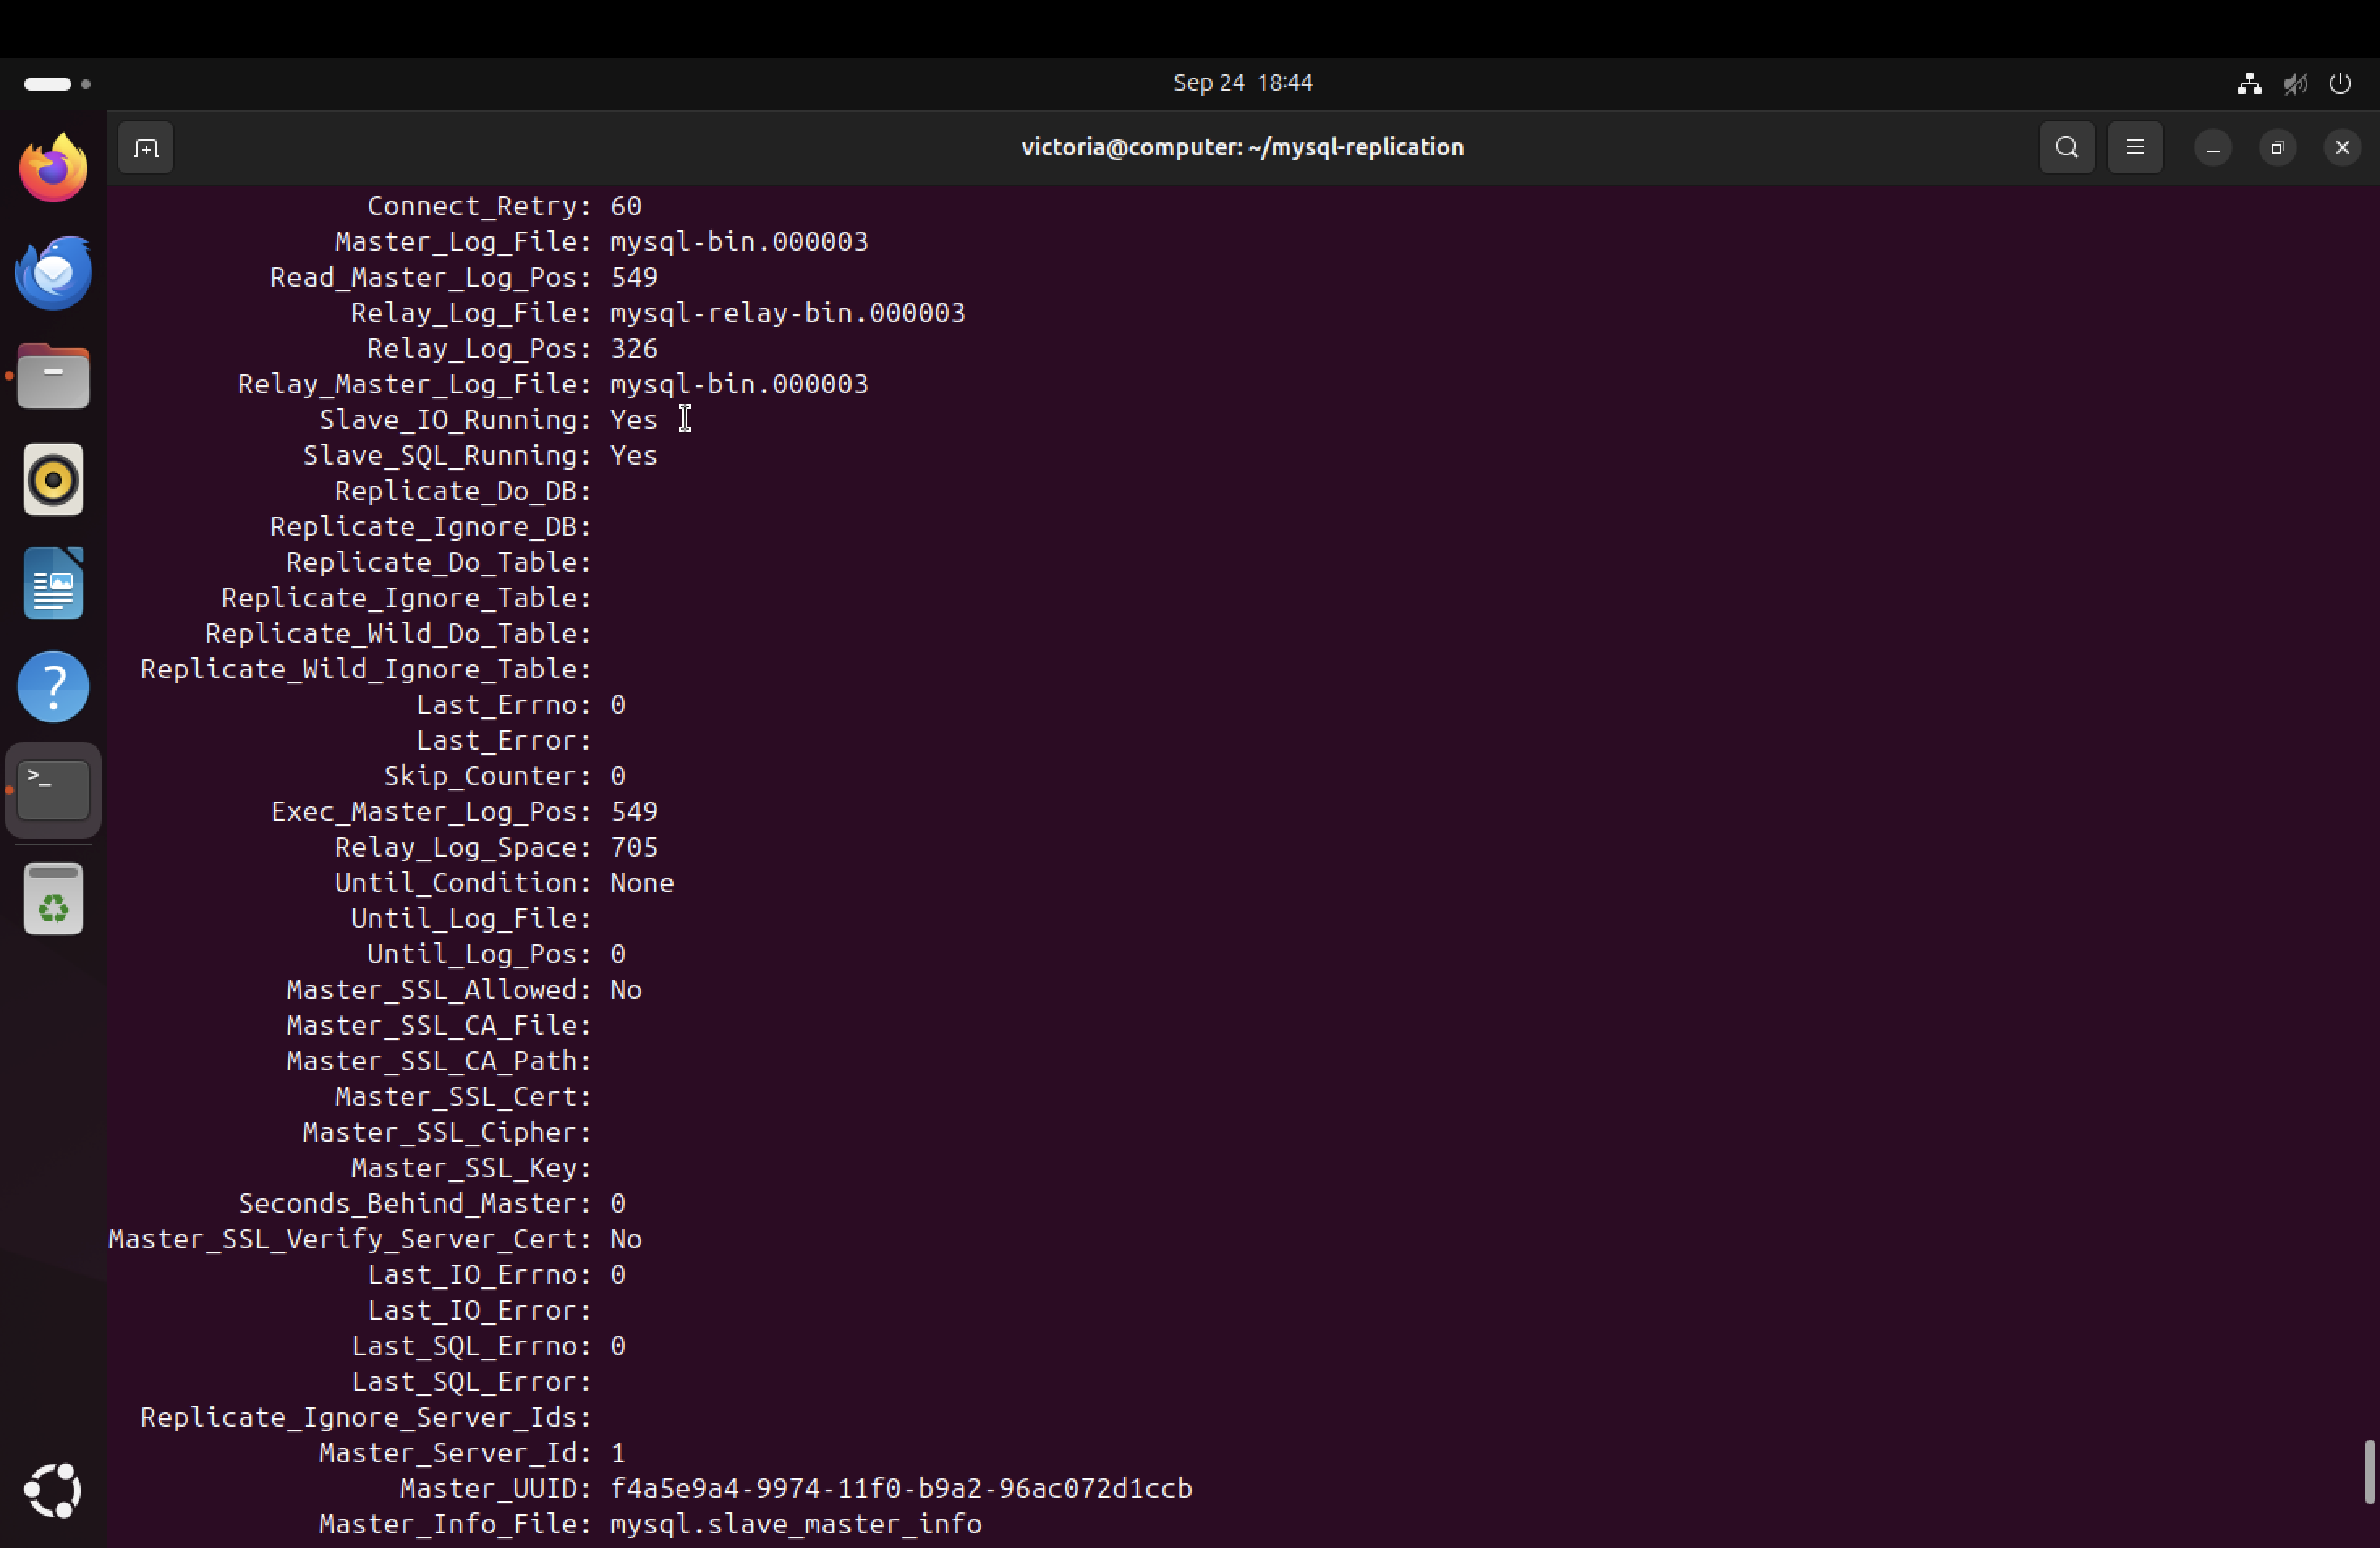 Sep 24 18:44
victoria@computer: ~/mysql-replication
Connect_Retry: 60
Master_Log_File: mysql-bin.000003
Read_Master_Log_Pos: 549
Relay_Log_File: mysql-relay-bin.000003
Relay_Log_Pos: 326
Relay_Master_Log_File: mysql-bin.000003
Slave_IO_Running: Yes
Slave_SQL_Running: Yes
Replicate_Do_DB:
Replicate_Ignore_DB:
Replicate_Do_Table:
Replicate_Ignore_Table:
Replicate_Wild_Do_Table:
Replicate_Wild_Ignore_Table:
Last_Errno: 0
Last_Error:
Skip_Counter: 0
Exec_Master_Log_Pos: 549
Relay_Log_Space: 705
Until_Condition: None
Until_Log_File:
Until_Log_Pos: 0
Master_SSL_Allowed: No
Master_SSL_CA_File:
Master_SSL_CA_Path:
Master_SSL_Cert:
Master_SSL_Cipher:
Master_SSL_Key:
Seconds_Behind_Master: 0
Master_SSL_Verify_Server_Cert: No
Last_IO_Errno: 0
Last_IO_Error:
Last_SQL_Errno: 0
Last_SQL_Error:
Replicate_Ignore_Server_Ids:
Master_Server_Id: 1
Master_UUID: f4a5e9a4-9974-11f0-b9a2-96ac072d1ccb
Master_Info_File: mysql.slave_master_info